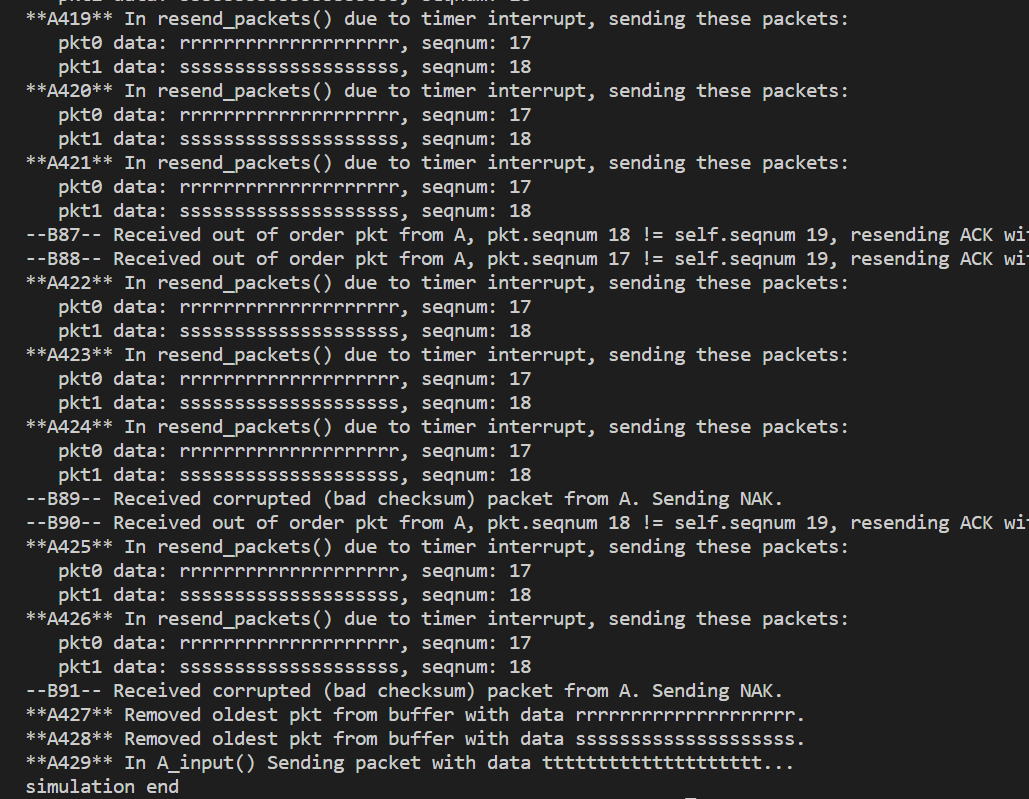 **A419** In resend_packets() due to timer interrupt, sending these packets:
   pkt0 data: rrrrrrrrrrrrrrrrrrrr, seqnum: 17
   pkt1 data: ssssssssssssssssssss, seqnum: 18
**A420** In resend_packets() due to timer interrupt, sending these packets:
   pkt0 data: rrrrrrrrrrrrrrrrrrrr, seqnum: 17
   pkt1 data: ssssssssssssssssssss, seqnum: 18
**A421** In resend_packets() due to timer interrupt, sending these packets:
   pkt0 data: rrrrrrrrrrrrrrrrrrrr, seqnum: 17
   pkt1 data: ssssssssssssssssssss, seqnum: 18
--B87-- Received out of order pkt from A, pkt.seqnum 18 != self.seqnum 19, resending ACK wi
--B88-- Received out of order pkt from A, pkt.seqnum 17 != self.seqnum 19, resending ACK wi
**A422** In resend_packets() due to timer interrupt, sending these packets:
   pkt0 data: rrrrrrrrrrrrrrrrrrrr, seqnum: 17
   pkt1 data: ssssssssssssssssssss, seqnum: 18
**A423** In resend_packets() due to timer interrupt, sending these packets:
   pkt0 data: rrrrrrrrrrrrrrrrrrrr, seqnum: 17
   pkt1 data: ssssssssssssssssssss, seqnum: 18
**A424** In resend_packets() due to timer interrupt, sending these packets:
   pkt0 data: rrrrrrrrrrrrrrrrrrrr, seqnum: 17
   pkt1 data: ssssssssssssssssssss, seqnum: 18
--B89-- Received corrupted (bad checksum) packet from A. Sending NAK.
--B90-- Received out of order pkt from A, pkt.seqnum 18 != self.seqnum 19, resending ACK wi
**A425** In resend_packets() due to timer interrupt, sending these packets:
   pkt0 data: rrrrrrrrrrrrrrrrrrrr, seqnum: 17
   pkt1 data: ssssssssssssssssssss, seqnum: 18
**A426** In resend_packets() due to timer interrupt, sending these packets:
   pkt0 data: rrrrrrrrrrrrrrrrrrrr, seqnum: 17
   pkt1 data: ssssssssssssssssssss, seqnum: 18
--B91-- Received corrupted (bad checksum) packet from A. Sending NAK.
**A427** Removed oldest pkt from buffer with data rrrrrrrrrrrrrrrrrrrr.
**A428** Removed oldest pkt from buffer with data ssssssssssssssssssss.
**A429** In A_input() Sending packet with data tttttttttttttttttttt...
simulation end